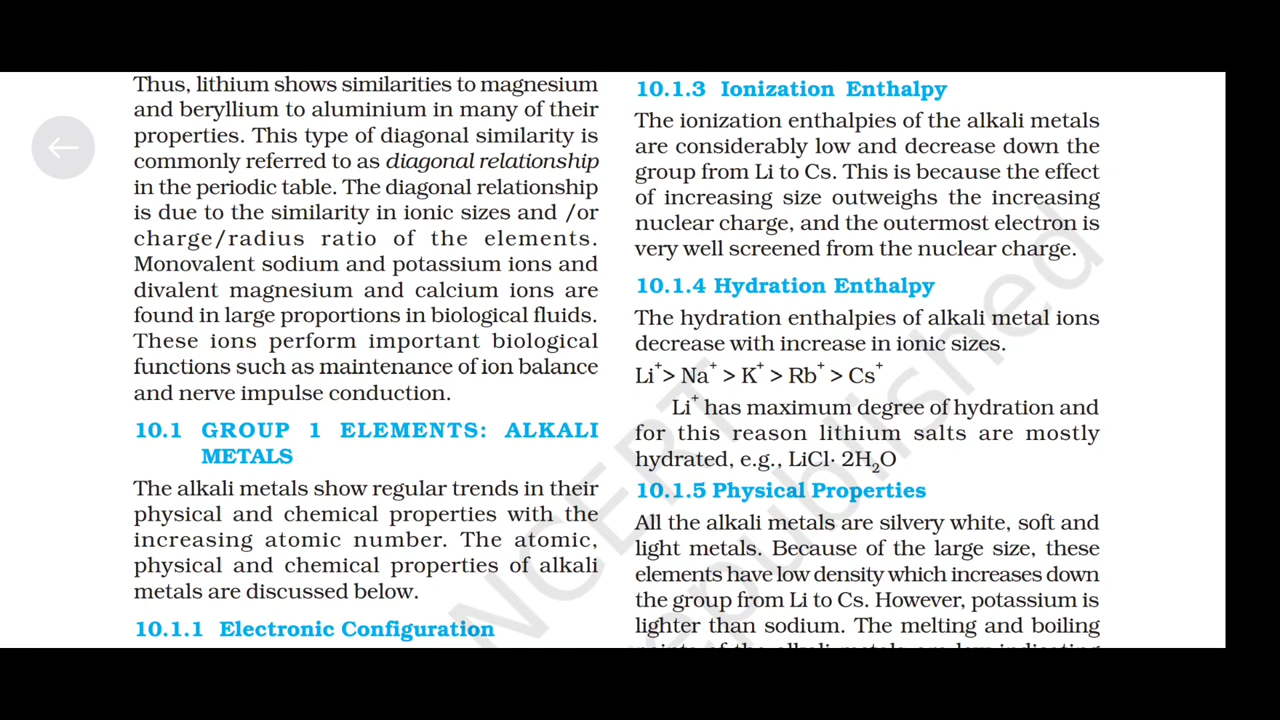 Thus, lithium shows similarities to magnesium
and beryllium to aluminium in many of their
properties. This type of diagonal similarity is
commonly referred to as diagonal relationship
in the periodic table. The diagonal relationship
is due to the similarity in ionic sizes and /or
charge/radius ratio of the elements.
Monovalent sodium and potassium ions and
divalent magnesium and calcium ions are
found in large proportions in biological fluids.
These ions perform important biological
functions such as maintenance of ion balance
and nerve impulse conduction.
10.1 GROUP 1 ELEMENTS: ALKALI
METALS
The alkali metals show regular trends in their
physical and chemical properties with the
increasing atomic number. The atomic,
physical and chemical properties of alkali
metals are discussed below.
10.1.1 Electronic Configuration
10.1.3 Ionization Enthalpy
The ionization enthalpies of the alkali metals
are considerably low and decrease down the
group from Li to Cs. This is because the effect
of increasing size outweighs the increasing
nuclear charge, and the outermost electron is
very well screened from the nuclear charge.
10.1.4 Hydration Enthalpy
The hydration enthalpies of alkali metal ions
decrease with increase in ionic sizes.
Li⁺> Na⁺ > K⁺ > Rb⁺ > Cs⁺
Li⁺ has maximum degree of hydration and
for this reason lithium salts are mostly
hydrated, e.g., LiCl· 2H₂O
10.1.5 Physical Properties
All the alkali metals are silvery white, soft and
light metals. Because of the large size, these
elements have low density which increases down
the group from Li to Cs. However, potassium is
lighter than sodium. The melting and boiling
NCERT
republished